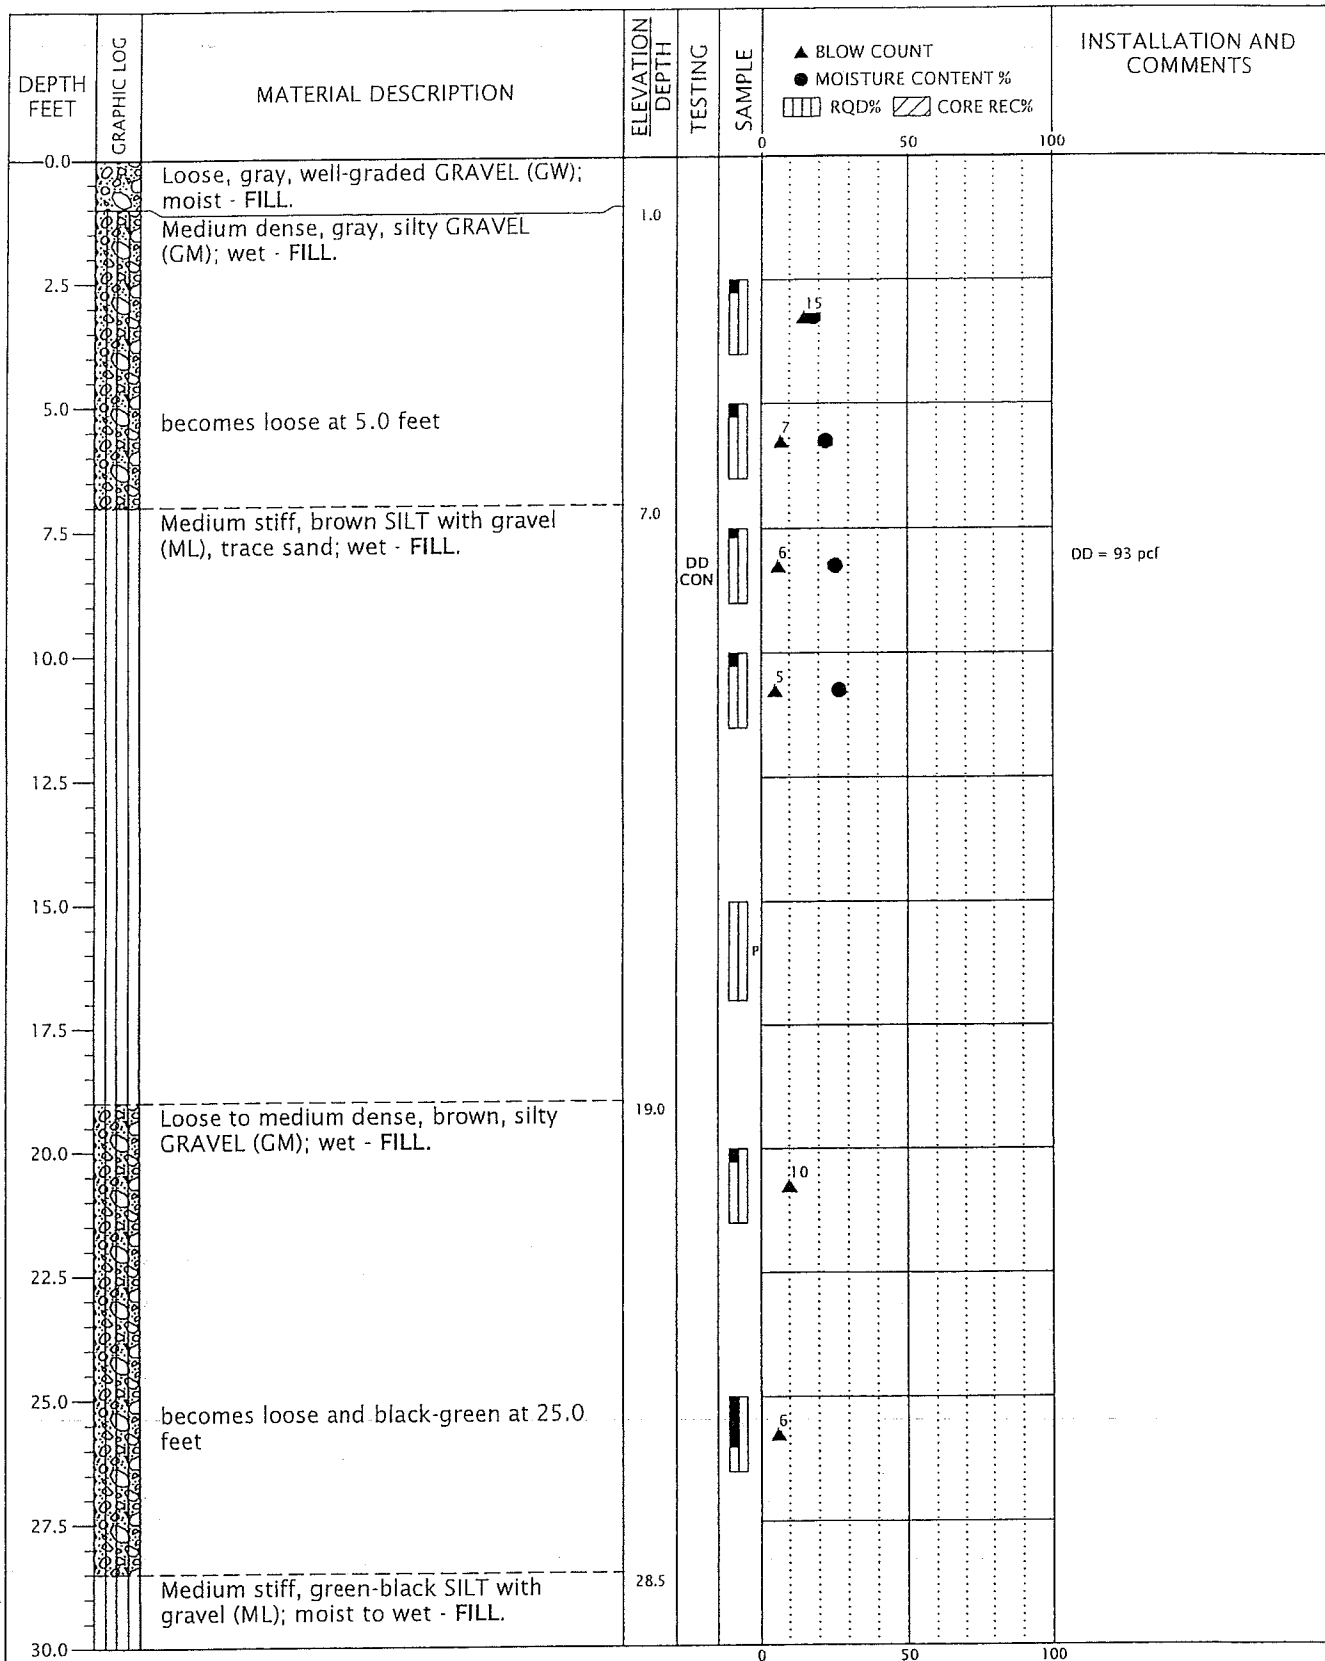 DEPTH
FEET
GRAPHIC LOG
MATERIAL DESCRIPTION
ELEVATION
DEPTH
TESTING
SAMPLE
▲ BLOW COUNT
● MOISTURE CONTENT %
RQD% CORE REC%
INSTALLATION AND
COMMENTS
0 50 100
0.0
Loose, gray, well-graded GRAVEL (GW);
moist - FILL.
1.0
Medium dense, gray, silty GRAVEL
(GM); wet - FILL.
2.5
15
5.0
becomes loose at 5.0 feet
7
7.0
Medium stiff, brown SILT with gravel
(ML), trace sand; wet - FILL.
7.5
DD
CON
6
DD = 93 pcf
10.0
5
12.5
15.0
P
17.5
19.0
Loose to medium dense, brown, silty
GRAVEL (GM); wet - FILL.
20.0
10
22.5
25.0
becomes loose and black-green at 25.0
feet
6
27.5
28.5
Medium stiff, green-black SILT with
gravel (ML); moist to wet - FILL.
30.0
0 50 100